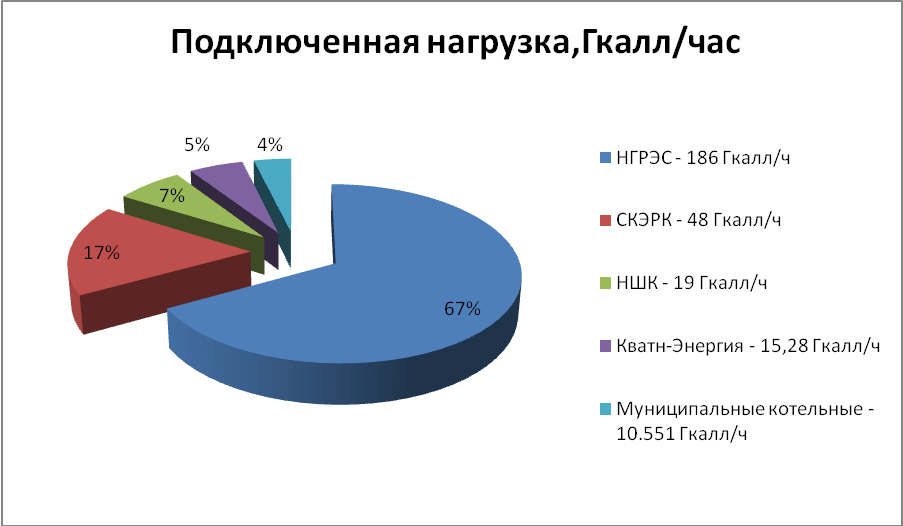 Подключенная нагрузка,Гкалл/час
5%
4%
7%
17%
67%
НГРЭС - 186 Гкалл/ч
СКЭРК - 48 Гкалл/ч
НШК - 19 Гкалл/ч
Кватн-Энергия - 15,28 Гкалл/ч
Муниципальные котельные -
10.551 Гкалл/ч